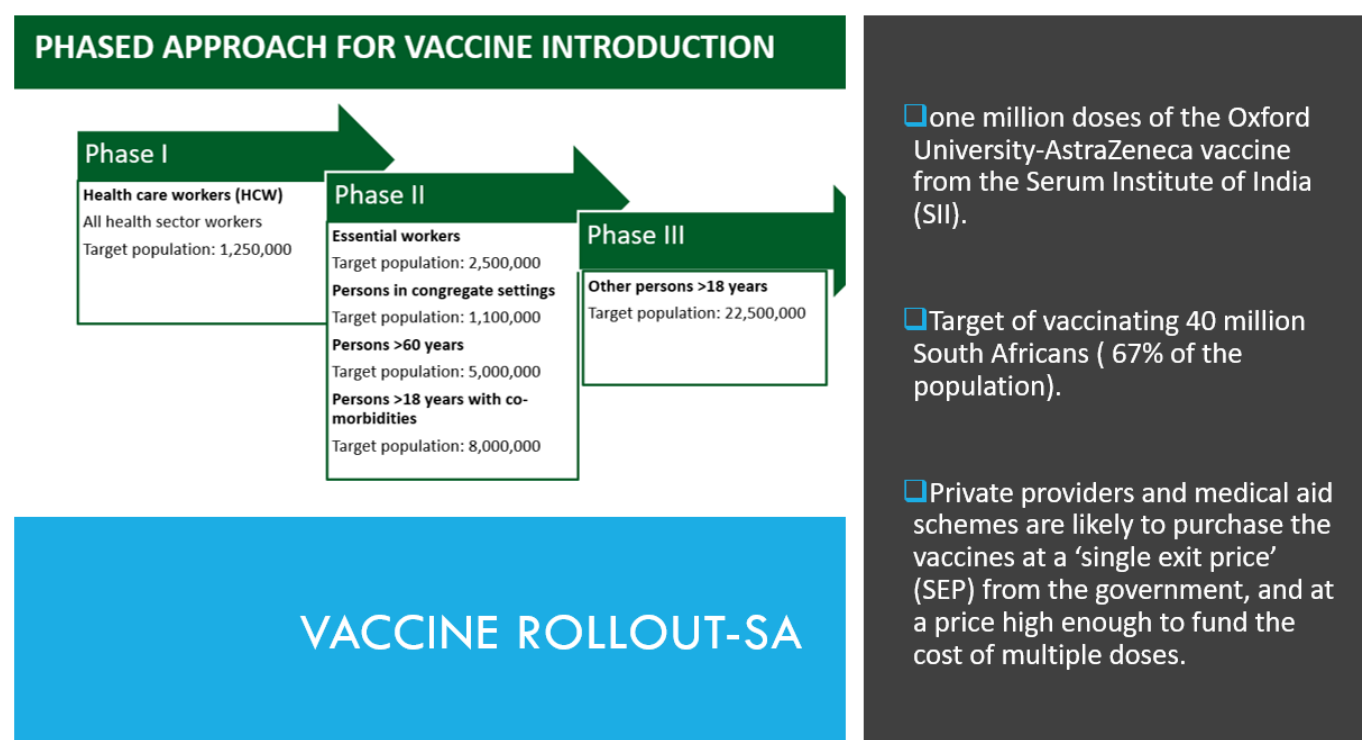 PHASED APPROACH FOR VACCINE INTRODUCTION
Phase I
Health care workers (HCW)
All health sector workers
Target population: 1,250,000
Phase II
Essential workers
Target population: 2,500,000
Persons in congregate settings
Target population: 1,100,000
Persons >60 years
Target population: 5,000,000
Persons >18 years with co-
morbidities
Target population: 8,000,000
Phase III
Other persons >18 years
Target population: 22,500,000
VACCINE ROLLOUT-SA
one million doses of the Oxford
University-AstraZeneca vaccine
from the Serum Institute of India
(SII).
Target of vaccinating 40 million
South Africans ( 67% of the
population).
Private providers and medical aid
schemes are likely to purchase the
vaccines at a ‘single exit price’
(SEP) from the government, and at
a price high enough to fund the
cost of multiple doses.